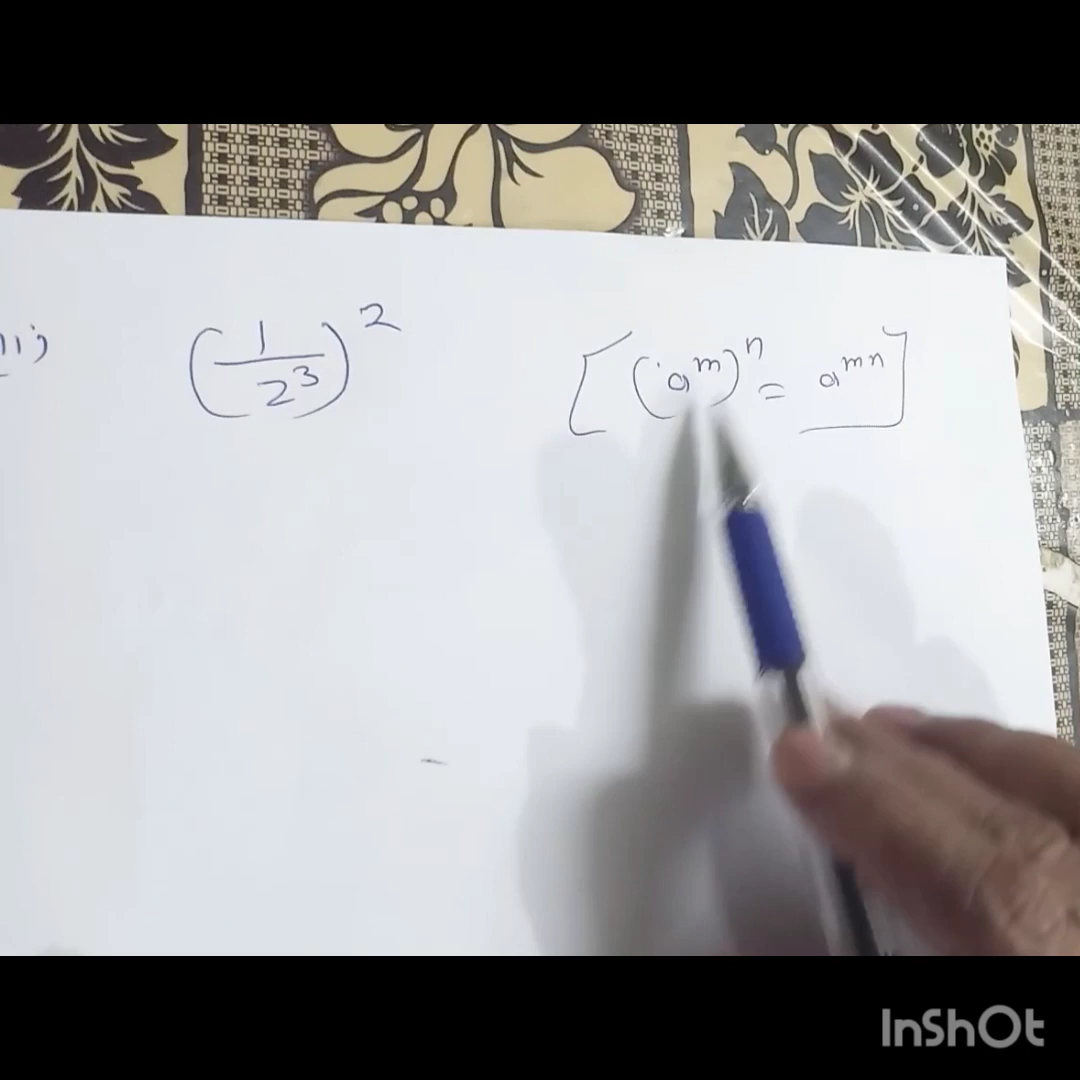 (1/2³)² [(aᵐ)ⁿ = aᵐⁿ]
InShOt